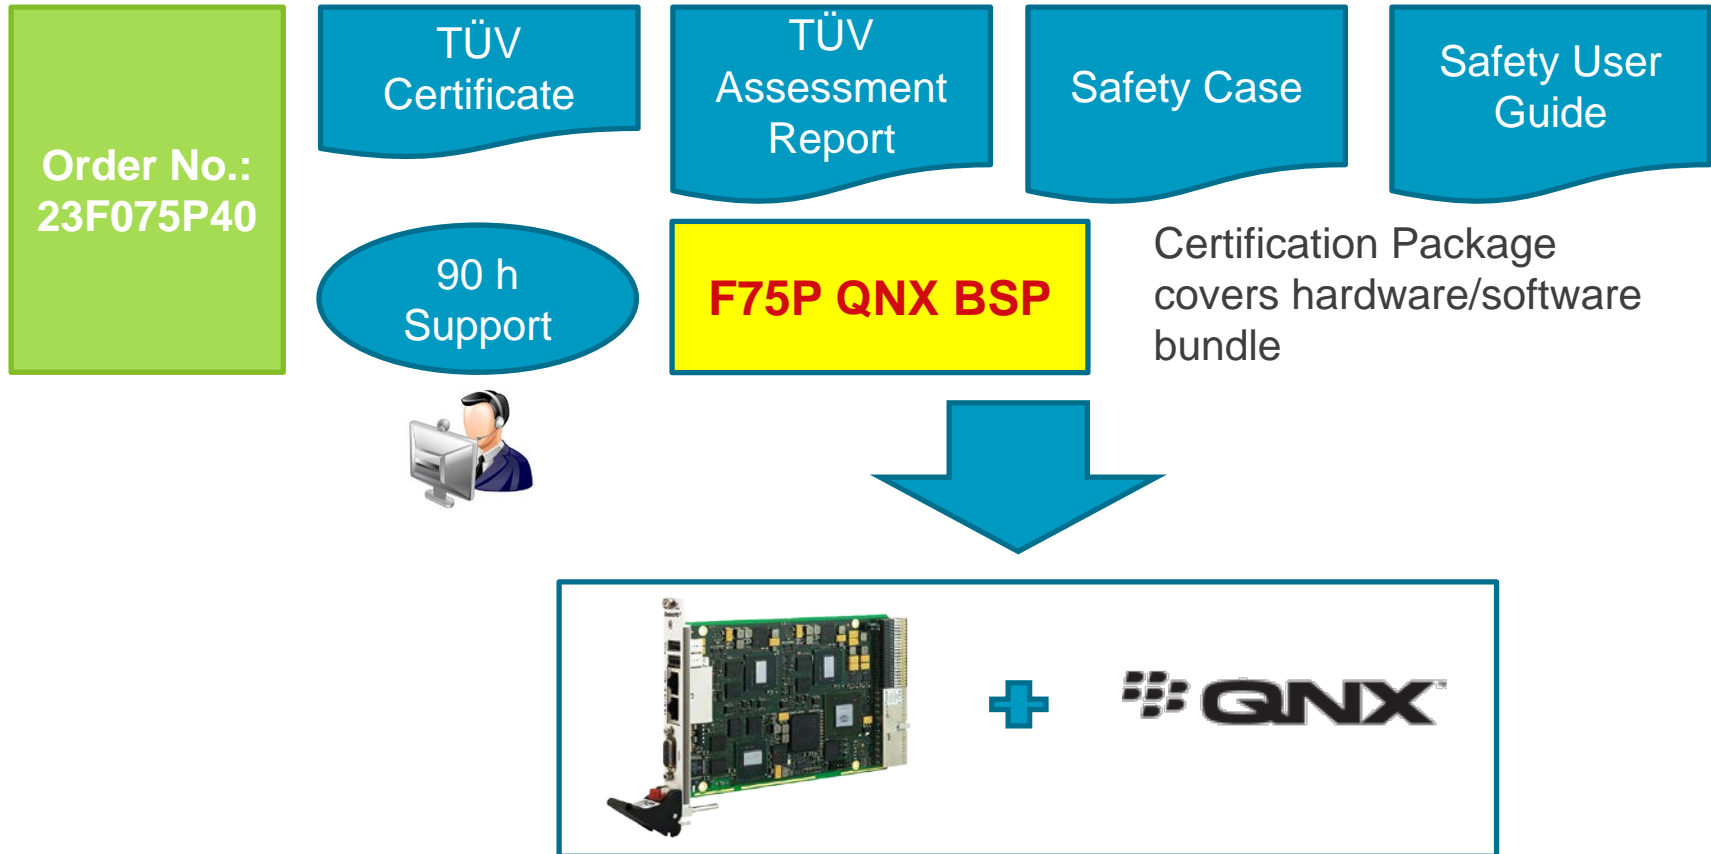 Order No.:
23F075P40
TÜV
Certificate
TÜV
Assessment
Report
Safety Case
Safety User
Guide
90 h
Support
F75P QNX BSP
Certification Package
covers hardware/software
bundle
QNX